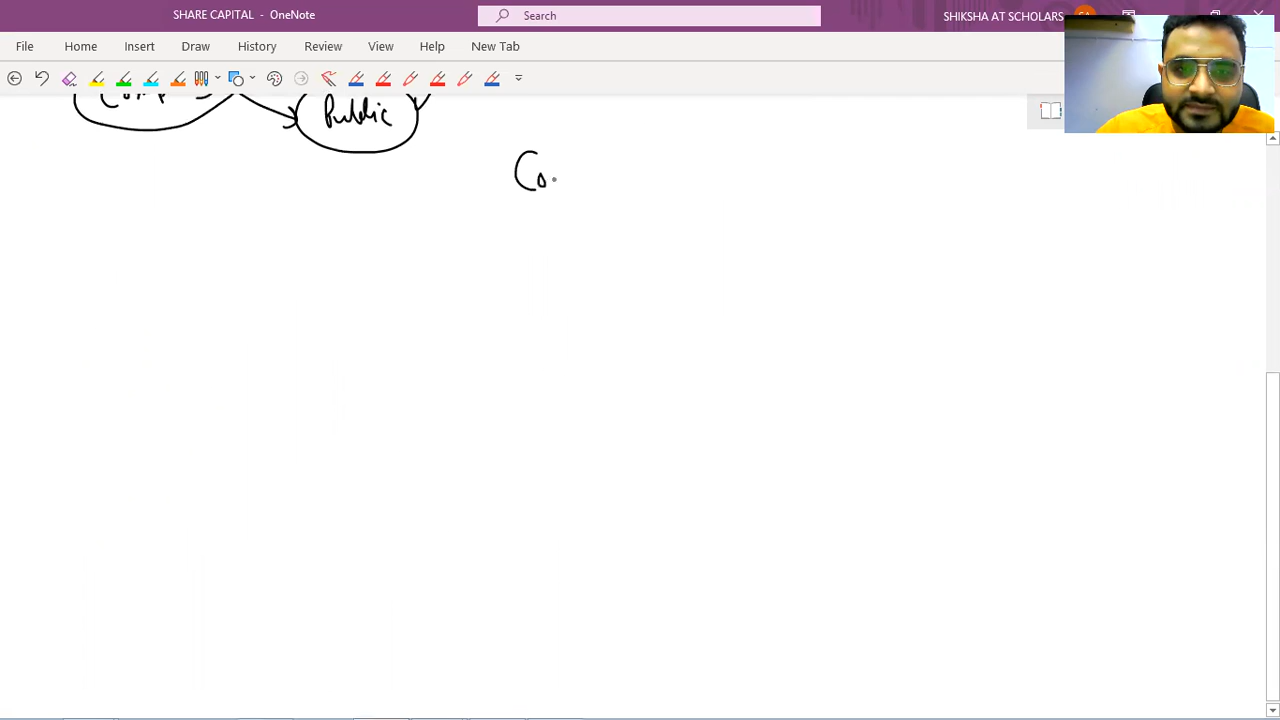 SHARE CAPITAL - OneNote
Search
SHIKSHA AT SCHOLARS
File Home Insert Draw History Review View Help New Tab
Public
Co